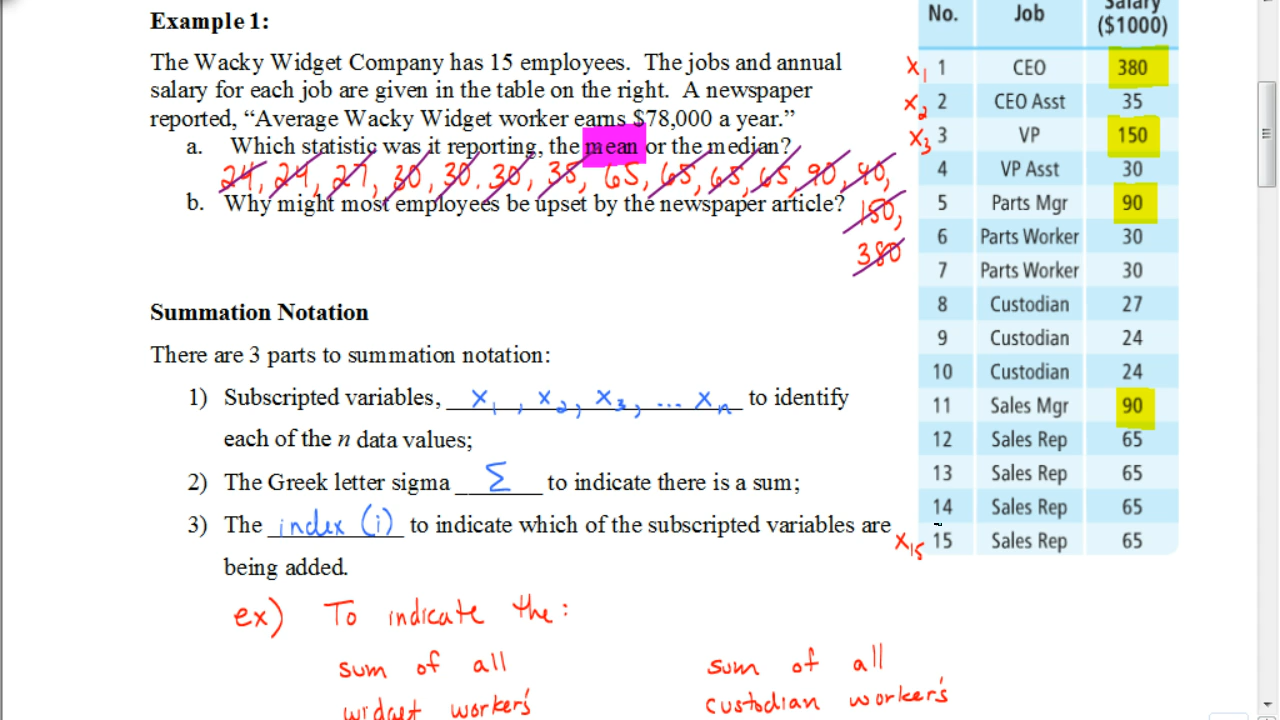 Example 1:
The Wacky Widget Company has 15 employees. The jobs and annual
salary for each job are given in the table on the right. A newspaper
reported, “Average Wacky Widget worker earns $78,000 a year.”
a. Which statistic was it reporting, the mean or the median?
24, 24, 27, 30, 30, 30, 35, 65, 65, 65, 65, 90, 90,
150,
380
b. Why might most employees be upset by the newspaper article?
Summation Notation
There are 3 parts to summation notation:
1) Subscripted variables, x₁, x₂, x₃, ... xₙ to identify
each of the n data values;
2) The Greek letter sigma Σ to indicate there is a sum;
3) The index (i) to indicate which of the subscripted variables are
being added.
ex) To indicate the:
sum of all
widget worker's
sum of all
custodian worker's
No. Job Salary ($1000)
x₁ 1 CEO 380
x₂ 2 CEO Asst 35
x₃ 3 VP 150
4 VP Asst 30
5 Parts Mgr 90
6 Parts Worker 30
7 Parts Worker 30
8 Custodian 27
9 Custodian 24
10 Custodian 24
11 Sales Mgr 90
12 Sales Rep 65
13 Sales Rep 65
14 Sales Rep 65
x₁₅ 15 Sales Rep 65